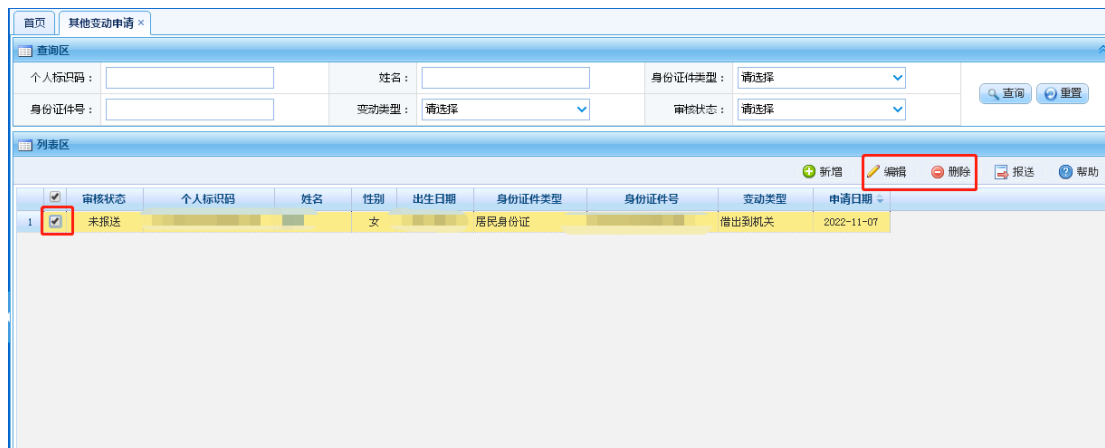 首页 其他变动申请 ×
查询区
个人标识码： 姓名： 身份证件类型： 请选择
查询 重置
身份证件号： 变动类型： 请选择 审核状态： 请选择
列表区
新增 编辑 删除 报送 帮助
审核状态 个人标识码 姓名 性别 出生日期 身份证件类型 身份证件号 变动类型 申请日期
1 未报送 女 居民身份证 借出到机关 2022-11-07